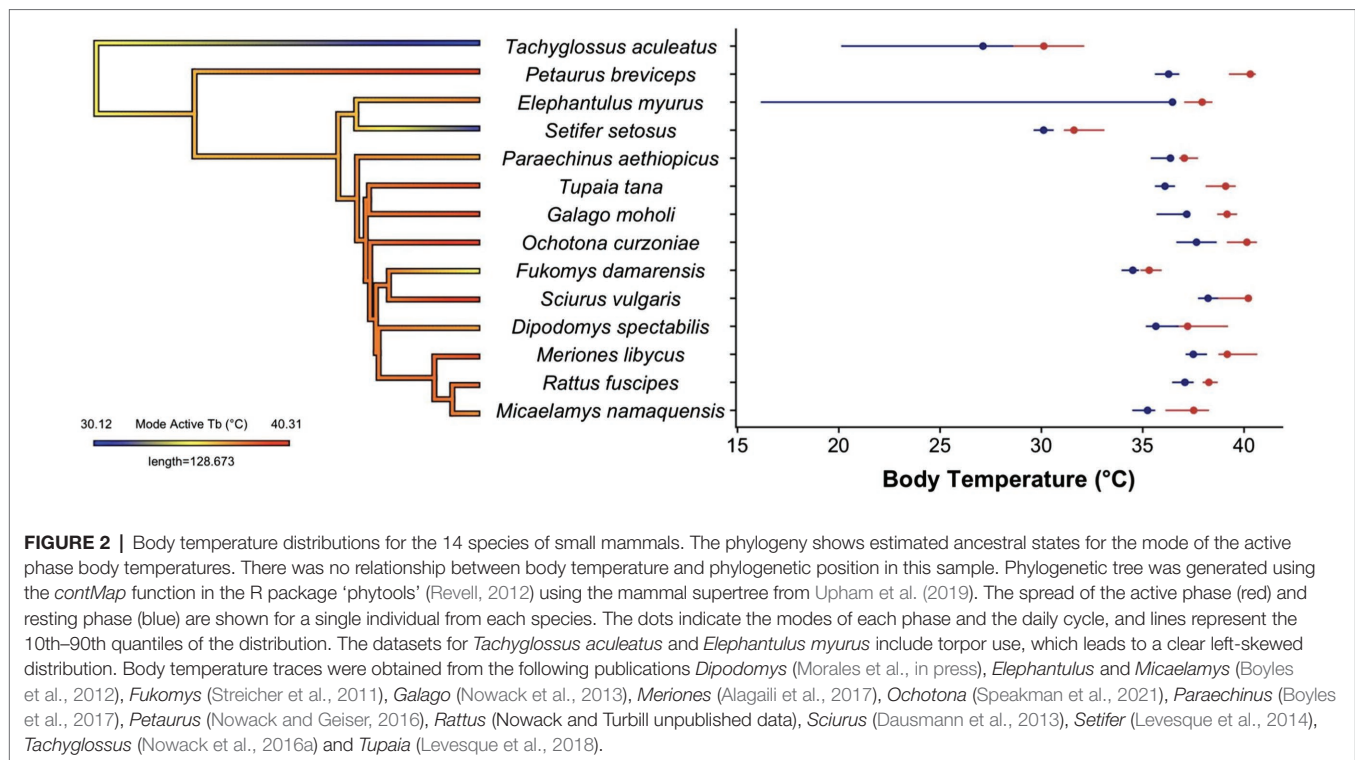 Tachyglossus aculeatus
Petaurus breviceps
Elephantulus myurus
Setifer setosus
Paraechinus aethiopicus
Tupaia tana
Galago moholi
Ochotona curzoniae
Fukomys damarensis
Sciurus vulgaris
Dipodomys spectabilis
Meriones libycus
Rattus fuscipes
Micaelamys namaquensis
30.12 Mode Active Tb (°C) 40.31
length=128.673
15 20 25 30 35 40
Body Temperature (°C)
FIGURE 2 | Body temperature distributions for the 14 species of small mammals. The phylogeny shows estimated ancestral states for the mode of the active
phase body temperatures. There was no relationship between body temperature and phylogenetic position in this sample. Phylogenetic tree was generated using
the contMap function in the R package ‘phytools’ (Revell, 2012) using the mammal supertree from Upham et al. (2019). The spread of the active phase (red) and
resting phase (blue) are shown for a single individual from each species. The dots indicate the modes of each phase and the daily cycle, and lines represent the
10th–90th quantiles of the distribution. The datasets for Tachyglossus aculeatus and Elephantulus myurus include torpor use, which leads to a clear left-skewed
distribution. Body temperature traces were obtained from the following publications Dipodomys (Morales et al., in press), Elephantulus and Micaelamys (Boyles
et al., 2012), Fukomys (Streicher et al., 2011), Galago (Nowack et al., 2013), Meriones (Alagaili et al., 2017), Ochotona (Speakman et al., 2021), Paraechinus (Boyles
et al., 2017), Petaurus (Nowack and Geiser, 2016), Rattus (Nowack and Turbill unpublished data), Sciurus (Dausmann et al., 2013), Setifer (Levesque et al., 2014),
Tachyglossus (Nowack et al., 2016a) and Tupaia (Levesque et al., 2018).